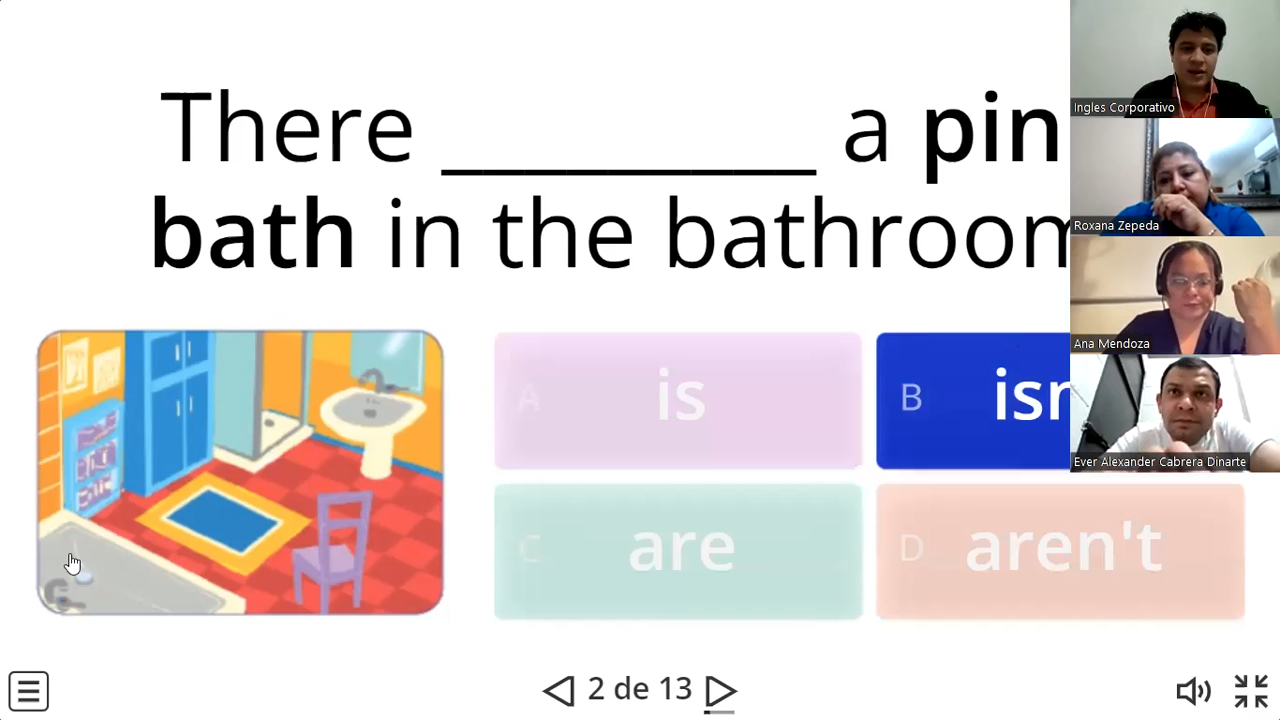 There _________ a pin
bath in the bathroom
A is
B isn
C are
D aren't
2 de 13
Ingles Corporativo
Roxana Zepeda
Ana Mendoza
Ever Alexander Cabrera Dinarte